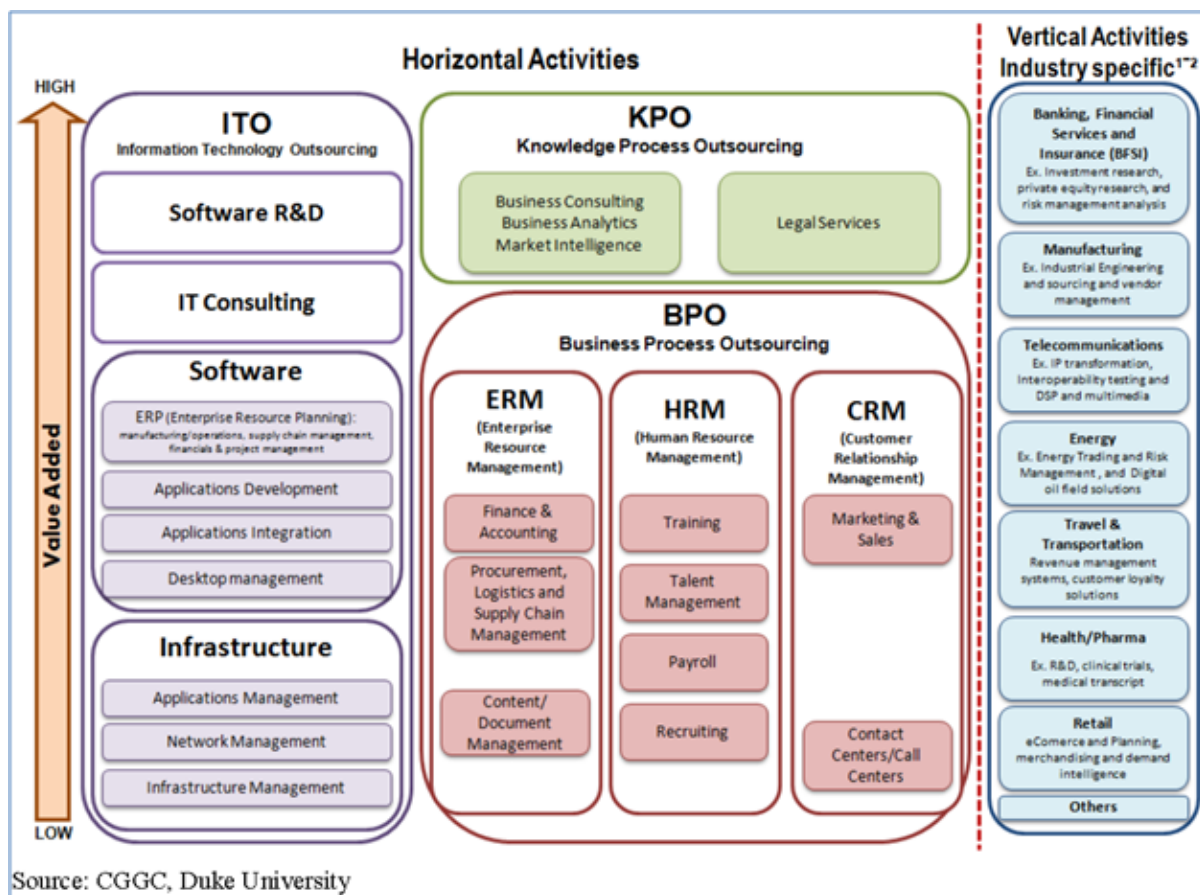 Horizontal Activities
Vertical Activities
Industry specific¹⁻²
HIGH
Value Added
LOW
ITO
Information Technology Outsourcing
Software R&D
IT Consulting
Software
ERP (Enterprise Resource Planning):
manufacturing/operations, supply chain management,
financials & project management
Applications Development
Applications Integration
Desktop management
Infrastructure
Applications Management
Network Management
Infrastructure Management
KPO
Knowledge Process Outsourcing
Business Consulting
Business Analytics
Market Intelligence
Legal Services
BPO
Business Process Outsourcing
ERM
(Enterprise
Resource
Management)
Finance &
Accounting
Procurement,
Logistics and
Supply Chain
Management
Content/
Document
Management
HRM
(Human Resource
Management)
Training
Talent
Management
Payroll
Recruiting
CRM
(Customer
Relationship
Management)
Marketing &
Sales
Contact
Centers/Call
Centers
Banking, Financial
Services and
Insurance (BFSI)
Ex. Investment research,
private equity research, and
risk management analysis
Manufacturing
Ex. Industrial Engineering
and sourcing and vendor
management
Telecommunications
Ex. IP transformation,
Interoperability testing and
DSP and multimedia
Energy
Ex. Energy Trading and Risk
Management , and Digital
oil field solutions
Travel &
Transportation
Revenue management
systems, customer loyalty
solutions
Health/Pharma
Ex. R&D, clinical trials,
medical transcript
Retail
eComerce and Planning,
merchandising and demand
intelligence
Others
Source: CGGC, Duke University